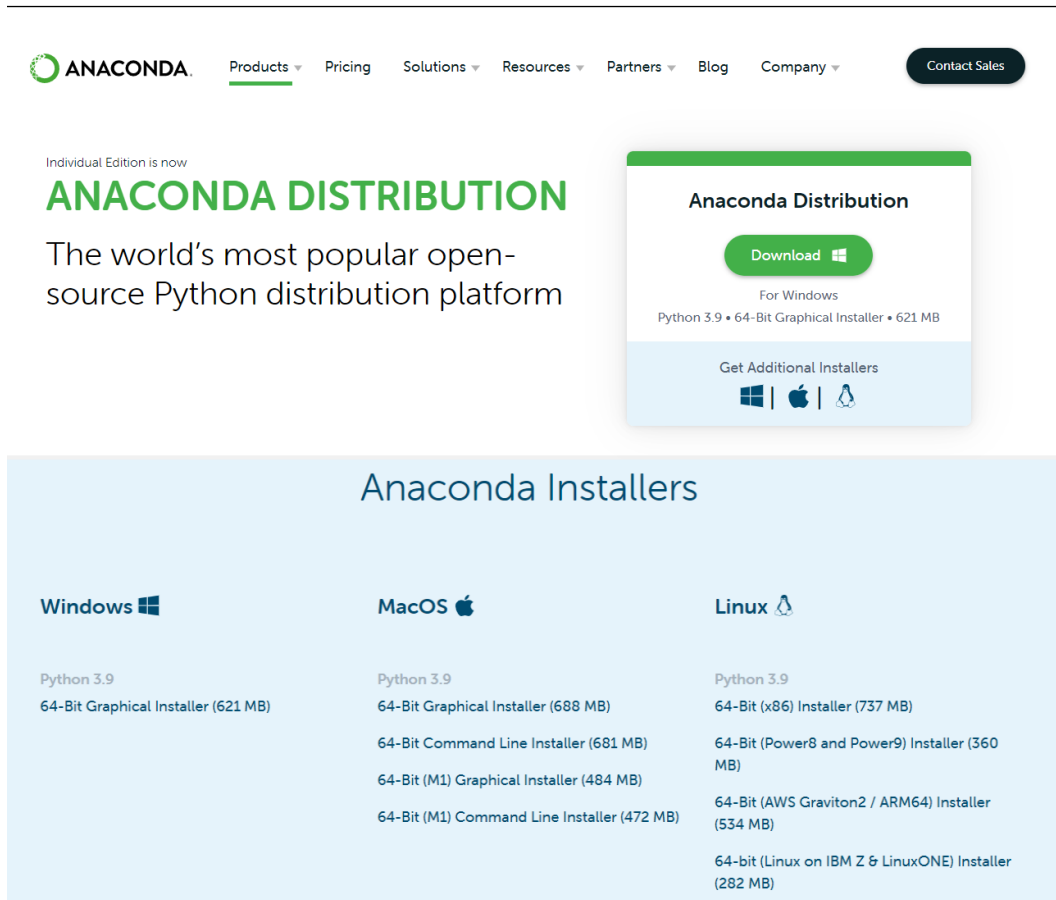 ANACONDA.
Products
Pricing
Solutions
Resources
Partners
Blog
Company
Contact Sales
Individual Edition is now
ANACONDA DISTRIBUTION
The world’s most popular open-
source Python distribution platform
Anaconda Distribution
Download
For Windows
Python 3.9 • 64-Bit Graphical Installer • 621 MB
Get Additional Installers
Anaconda Installers
Windows
Python 3.9
64-Bit Graphical Installer (621 MB)
MacOS
Python 3.9
64-Bit Graphical Installer (688 MB)
64-Bit Command Line Installer (681 MB)
64-Bit (M1) Graphical Installer (484 MB)
64-Bit (M1) Command Line Installer (472 MB)
Linux
Python 3.9
64-Bit (x86) Installer (737 MB)
64-Bit (Power8 and Power9) Installer (360
MB)
64-Bit (AWS Graviton2 / ARM64) Installer
(534 MB)
64-bit (Linux on IBM Z & LinuxONE) Installer
(282 MB)